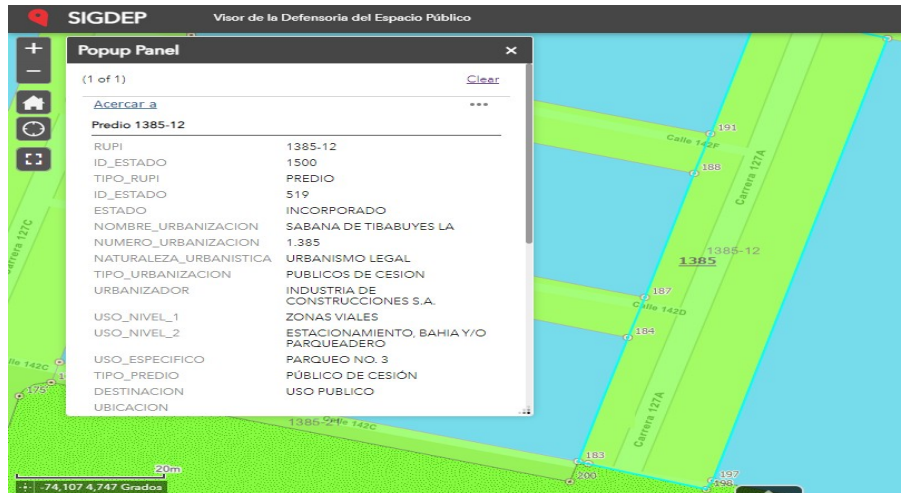 SIGDEP Visor de la Defensoria del Espacio Público
Popup Panel ×
(1 of 1) Clear
Acercar a •••
Predio 1385-12
RUPI 1385-12
ID_ESTADO 1500
TIPO_RUPI PREDIO
ID_ESTADO 519
ESTADO INCORPORADO
NOMBRE_URBANIZACION SABANA DE TIBABUYES LA
NUMERO_URBANIZACION 1.385
NATURALEZA_URBANISTICA URBANISMO LEGAL
TIPO_URBANIZACION PUBLICOS DE CESION
URBANIZADOR INDUSTRIA DE
CONSTRUCCIONES S.A.
USO_NIVEL_1 ZONAS VIALES
USO_NIVEL_2 ESTACIONAMIENTO, BAHIA Y/O
PARQUEADERO
USO_ESPECIFICO PARQUEO NO. 3
TIPO_PREDIO PÚBLICO DE CESIÓN
DESTINACION USO PUBLICO
UBICACION
191
Calle 142F
188
Carrera 127A
1385-12
1385
187
Calle 142D
184
Carrera 127A
183
200
197
198
Carrera 127C
Calle 142C
175
1385-21
Calle 142C
20m
-74,107 4,747 Grados